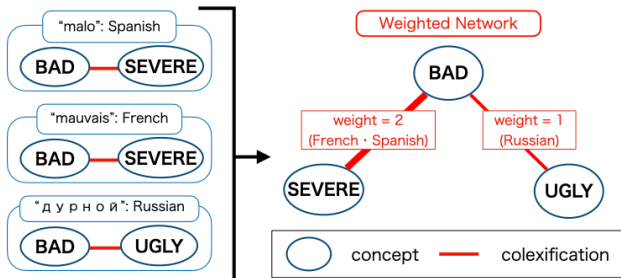 “malo”: Spanish
BAD
SEVERE
“mauvais”: French
BAD
SEVERE
“дурной”: Russian
BAD
UGLY
Weighted Network
BAD
weight = 2
(French・Spanish)
weight = 1
(Russian)
SEVERE
UGLY
concept
colexification